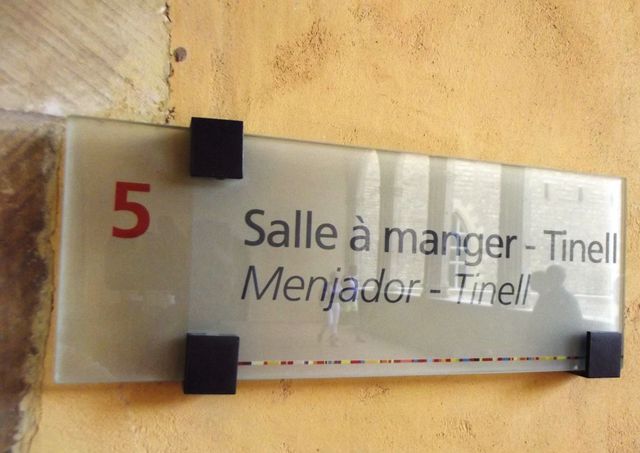 5
Salle à manger - Tinell
Menjador - Tinell